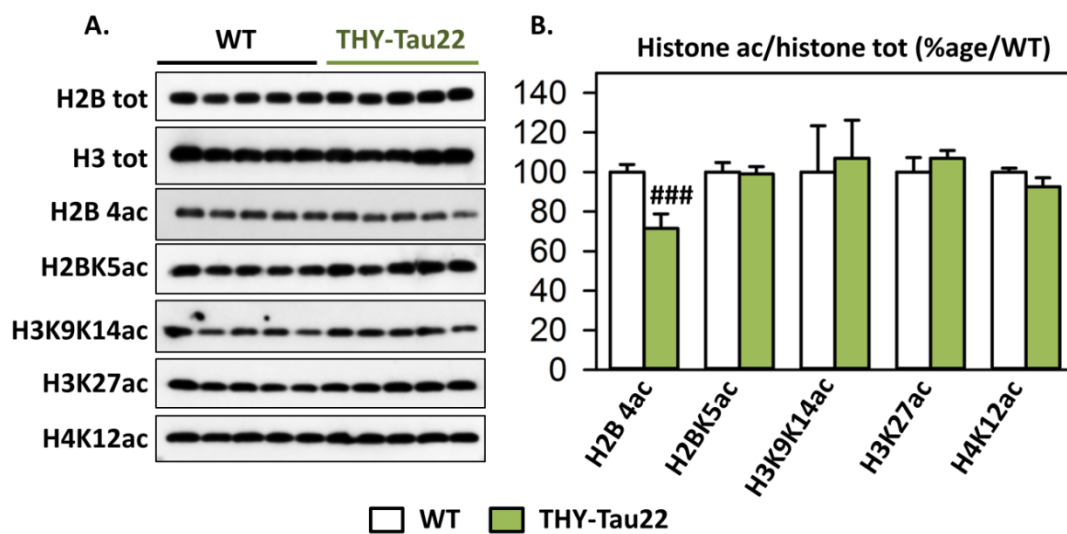 A.
WT THY-Tau22
H2B tot
H3 tot
H2B 4ac
H2BK5ac
H3K9K14ac
H3K27ac
H4K12ac
B.
Histone ac/histone tot (%age/WT)
140
120
100
80
60
40
20
0
###
H2B 4ac
H2BK5ac
H3K9K14ac
H3K27ac
H4K12ac
WT THY-Tau22